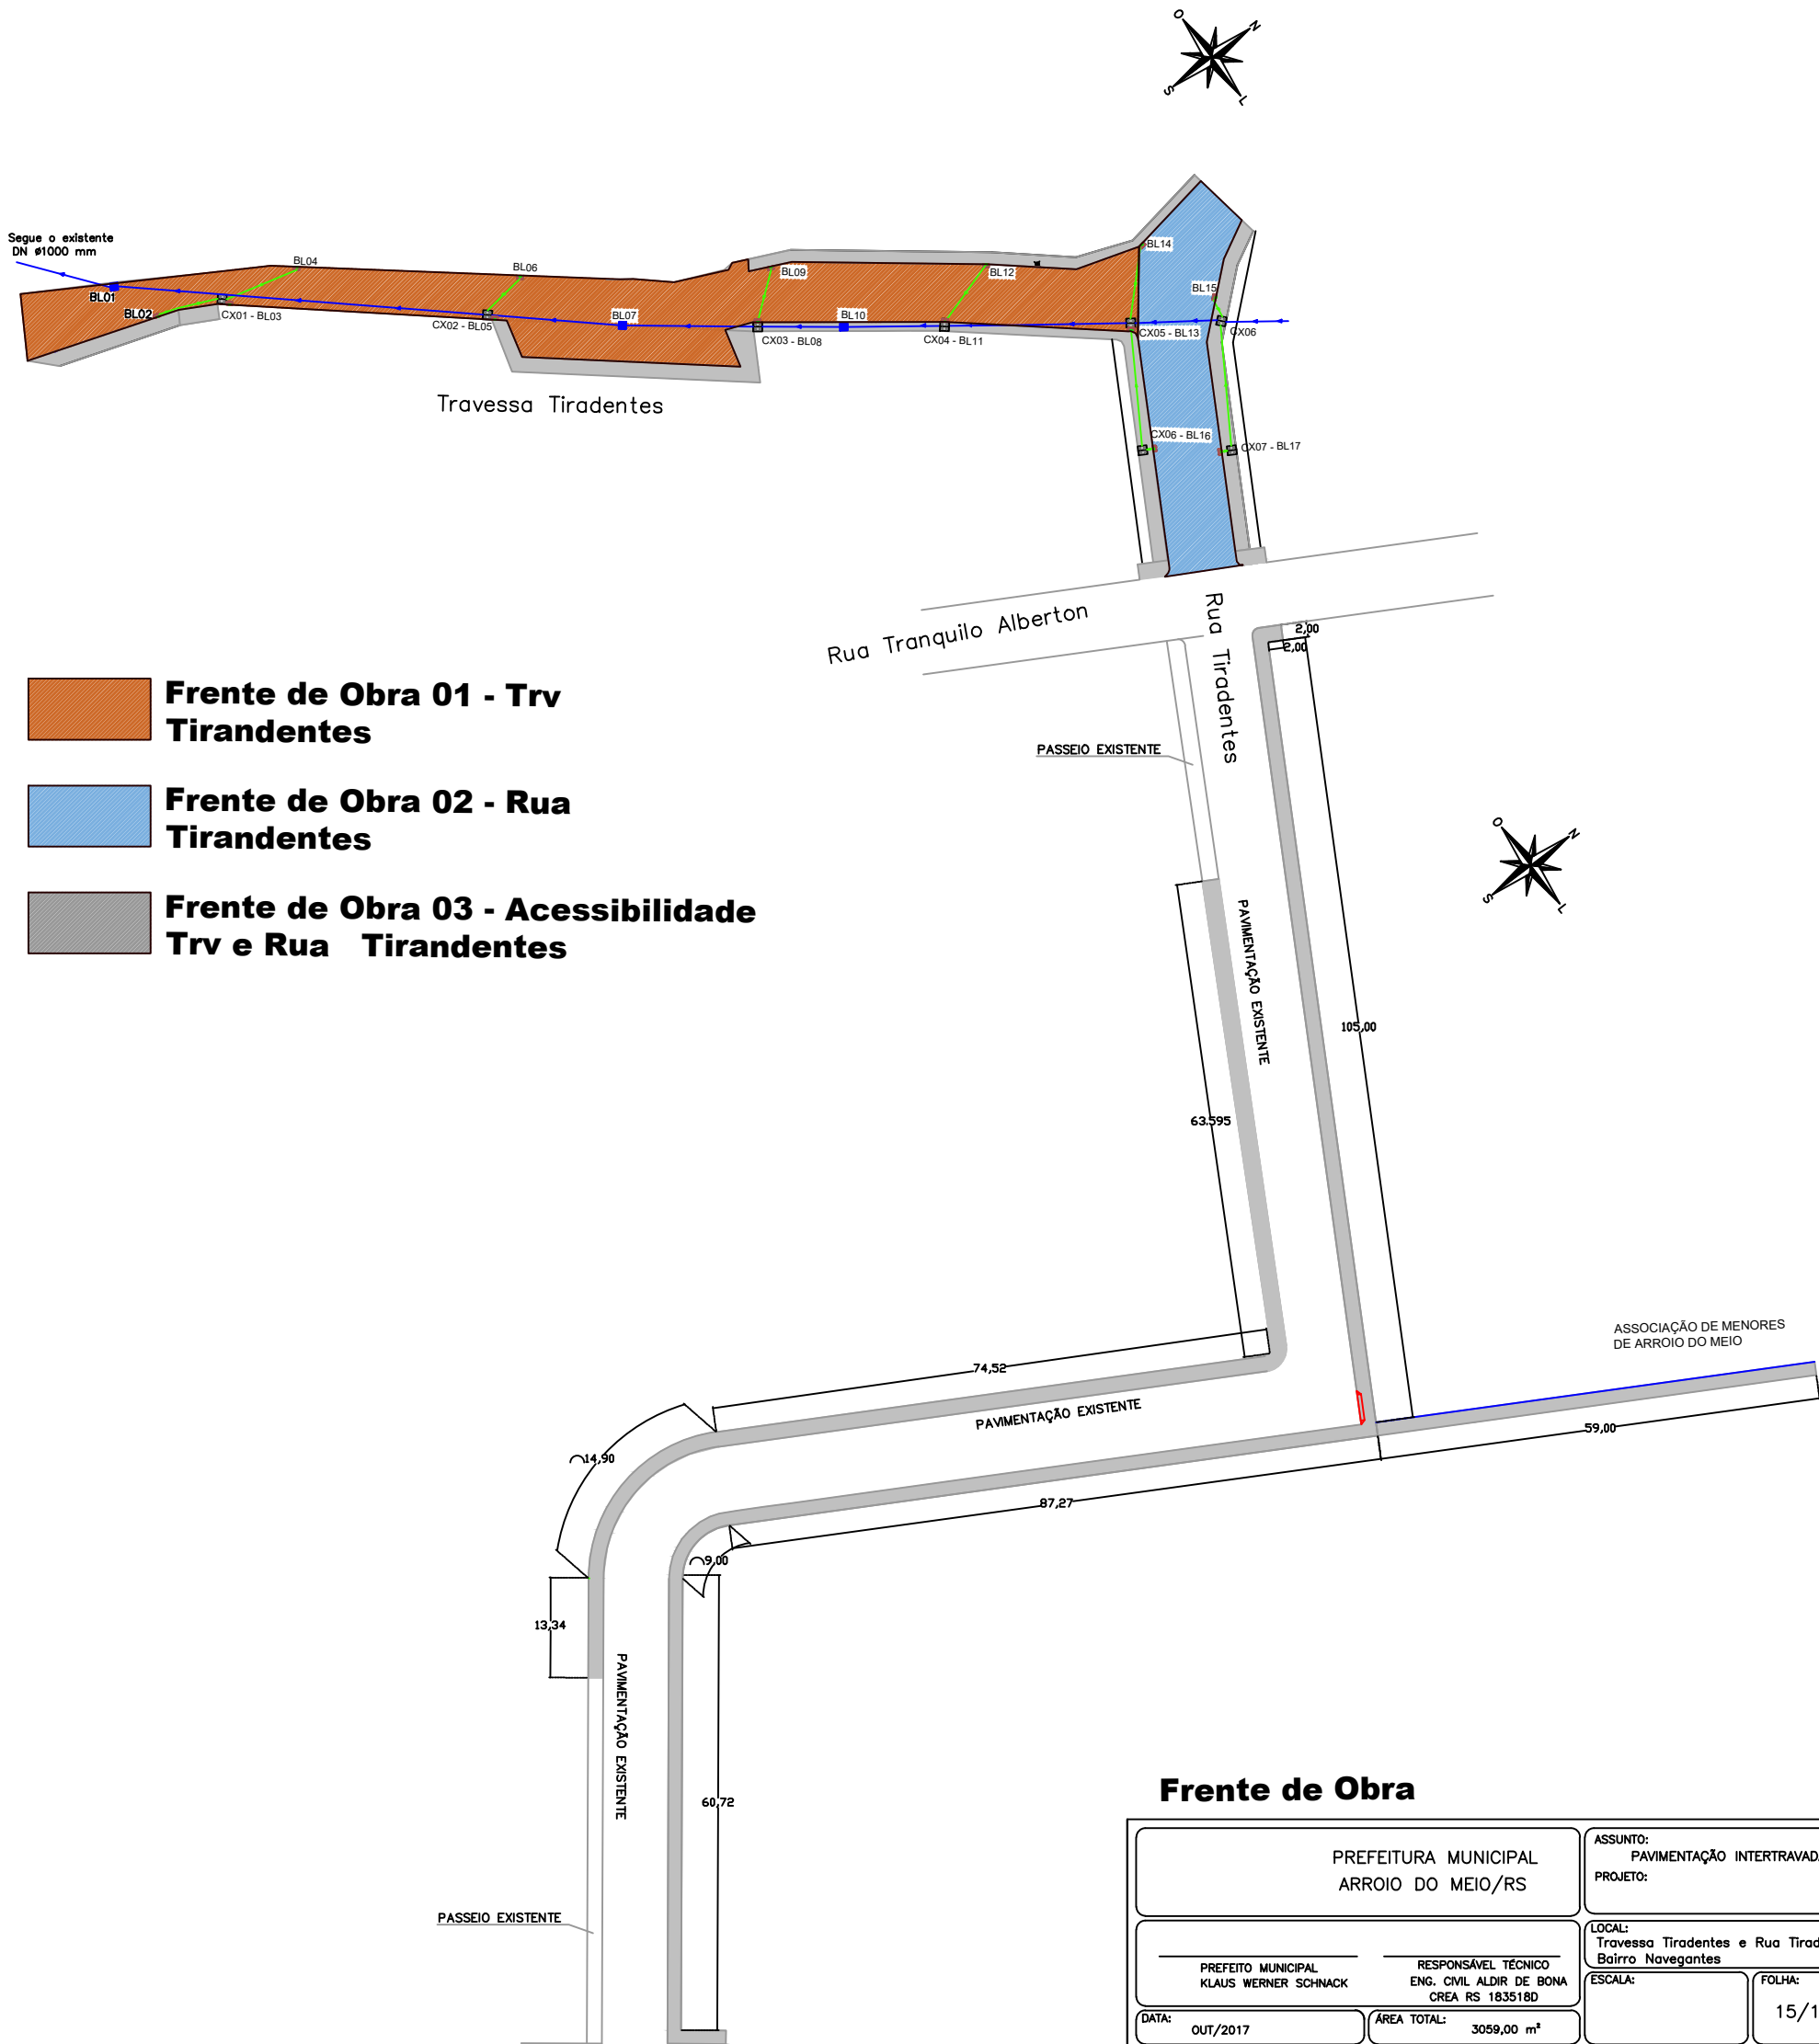 O
N
S
L
Segue o existente
DN ø1000 mm
BL01
BL02
BL04
CX01 - BL03
BL06
CX02 - BL05
BL07
BL09
CX03 - BL08
BL10
BL12
CX04 - BL11
BL14
BL15
CX05 - BL13
CX06
CX06 - BL16
CX07 - BL17
Travessa Tiradentes
Rua Tranquilo Alberton
Rua Tiradentes
2,00
2,00
Frente de Obra 01 - Trv
Tirandentes
Frente de Obra 02 - Rua
Tirandentes
Frente de Obra 03 - Acessibilidade
Trv e Rua Tirandentes
PASSEIO EXISTENTE
O
N
S
L
PAVIMENTAÇÃO EXISTENTE
105,00
63.595
ASSOCIAÇÃO DE MENORES
DE ARROIO DO MEIO
74,52
PAVIMENTAÇÃO EXISTENTE
59,00
14,90
87,27
9,00
13,34
PAVIMENTAÇÃO EXISTENTE
60,72
PASSEIO EXISTENTE
Frente de Obra
PREFEITURA MUNICIPAL
ARROIO DO MEIO/RS
ASSUNTO:
PAVIMENTAÇÃO INTERTRAVAD
PROJETO:
PREFEITO MUNICIPAL
KLAUS WERNER SCHNACK
RESPONSÁVEL TÉCNICO
ENG. CIVIL ALDIR DE BONA
CREA RS 183518D
LOCAL:
Travessa Tiradentes e Rua Tirad
Bairro Navegantes
ESCALA:
FOLHA:
15/1
DATA:
OUT/2017
ÁREA TOTAL:
3059,00 m²